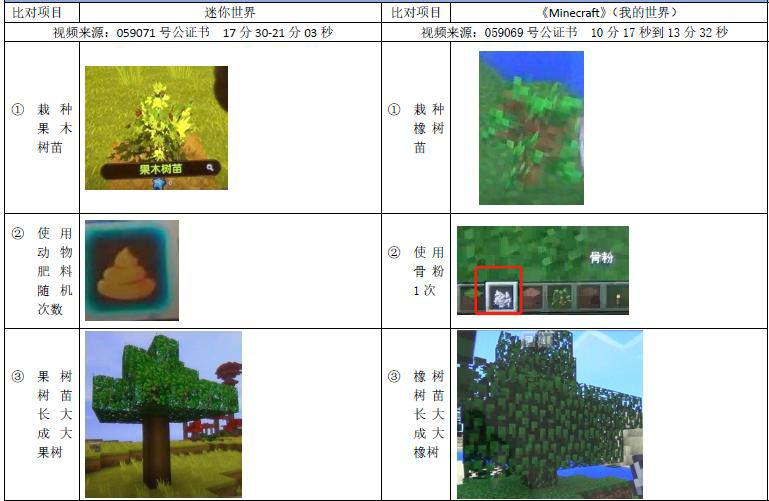 比对项目
迷你世界
比对项目
《Minecraft》（我的世界）
视频来源：059071 号公证书 17 分 30-21 分 03 秒
视频来源：059069 号公证书 10 分 17 秒到 13 分 32 秒
① 栽种
果木
树苗
果木树苗
① 栽种
橡树
苗
② 使用
动物
肥料
随机
次数
② 使用
骨粉
1 次
骨粉
③ 果树
树苗
长大
成大
果树
③ 橡树
树苗
长大
成大
橡树